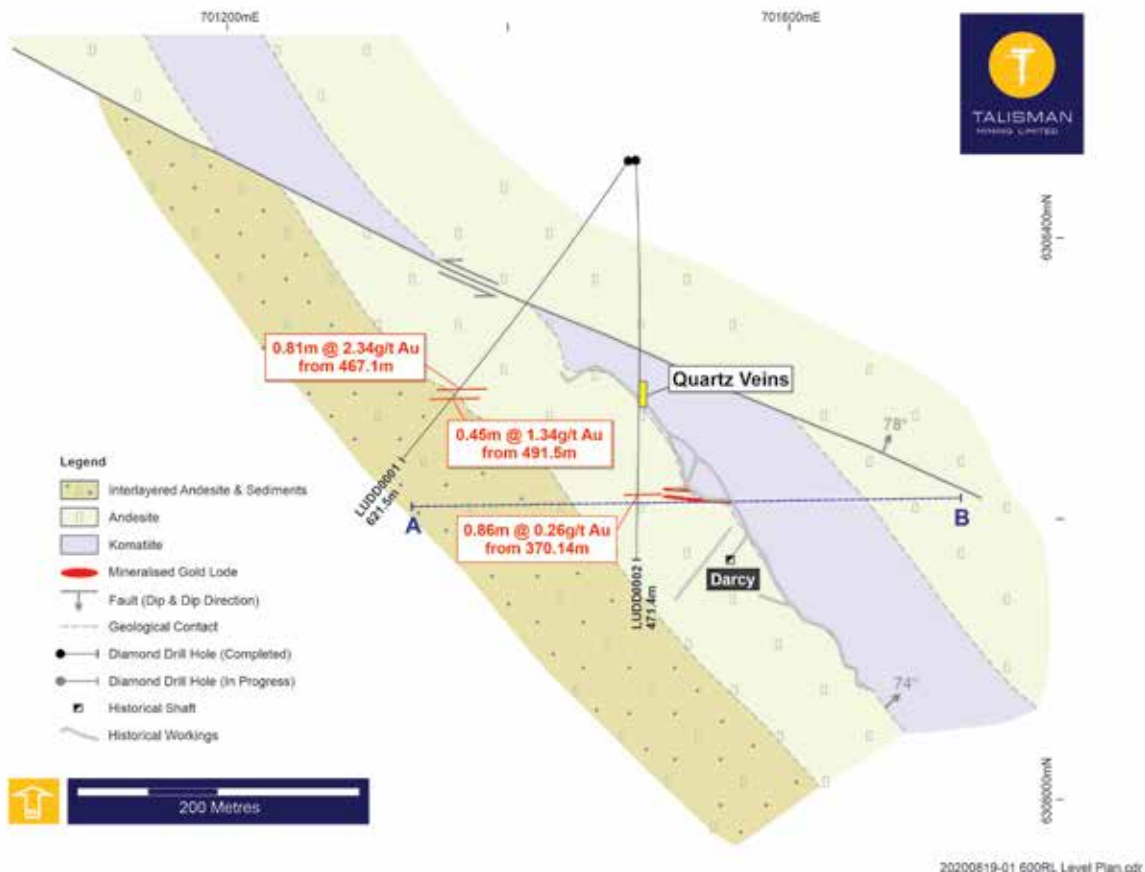 701200mE
701600mE
TALISMAN
MINING LIMITED
6308400mN
0.81m @ 2.34g/t Au
from 467.1m
Quartz Veins
78°
0.45m @ 1.34g/t Au
from 491.5m
LUDD0001
621.5m
A
B
0.86m @ 0.26g/t Au
from 370.14m
Darcy
LUDD0002
471.4m
74°
Legend
Interlayered Andesite & Sediments
Andesite
Komatiite
Mineralised Gold Lode
Fault (Dip & Dip Direction)
Geological Contact
Diamond Drill Hole (Completed)
Diamond Drill Hole (In Progress)
Historical Shaft
Historical Workings
200 Metres
6308000mN
20200819-01 600RL Level Plan.pdf